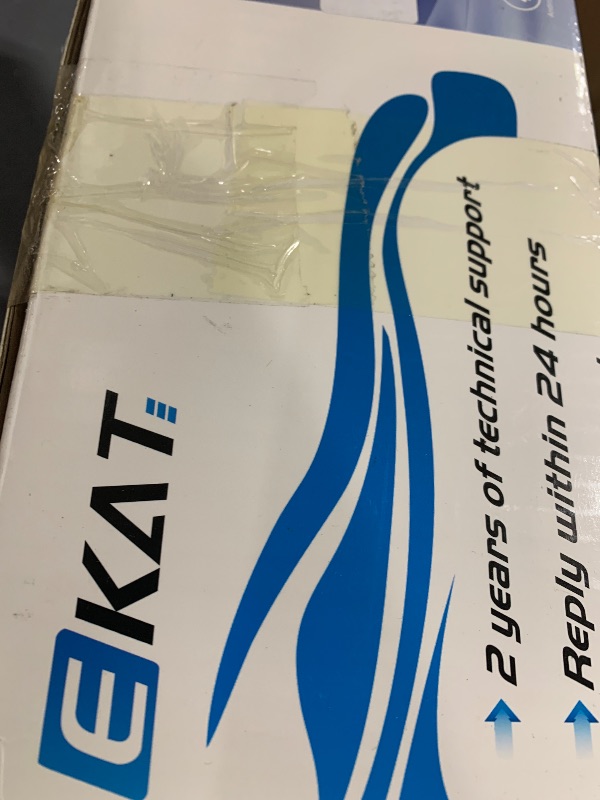 EKAT
2 years of technical support
Reply within 24 hours